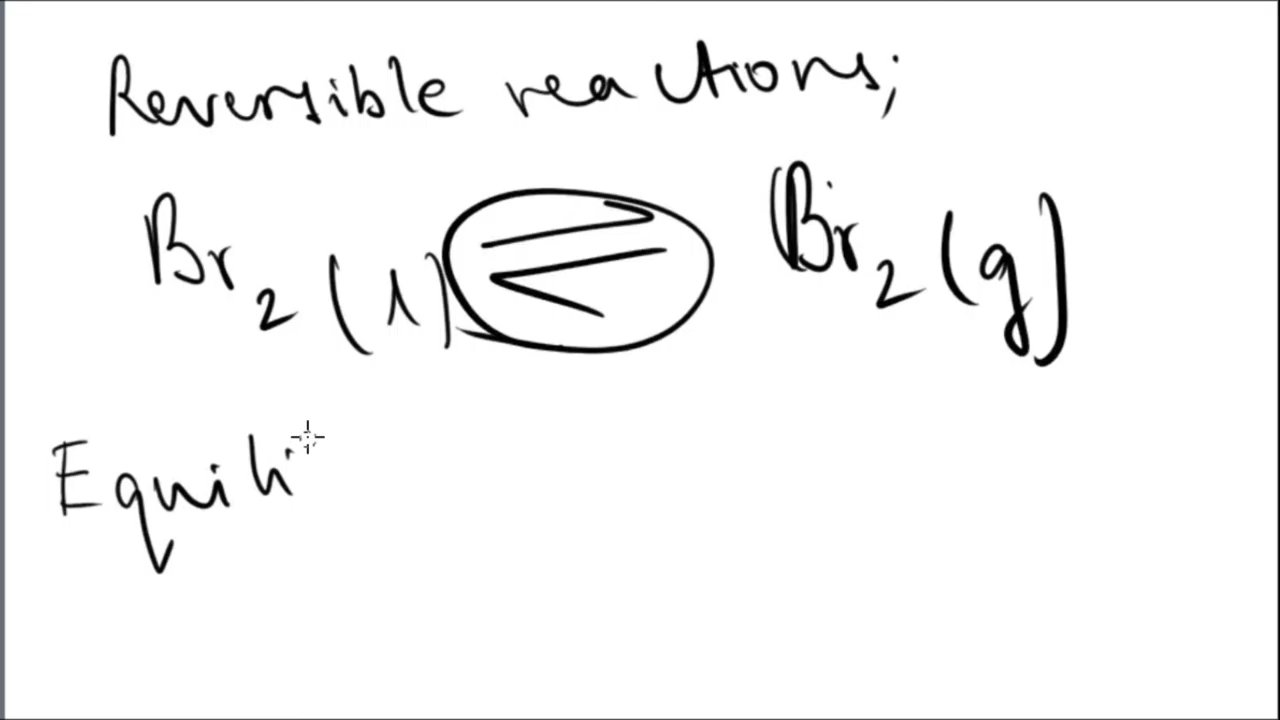 Reversible reactions;
Br2(l) ⇌ Br2(g)
Equili